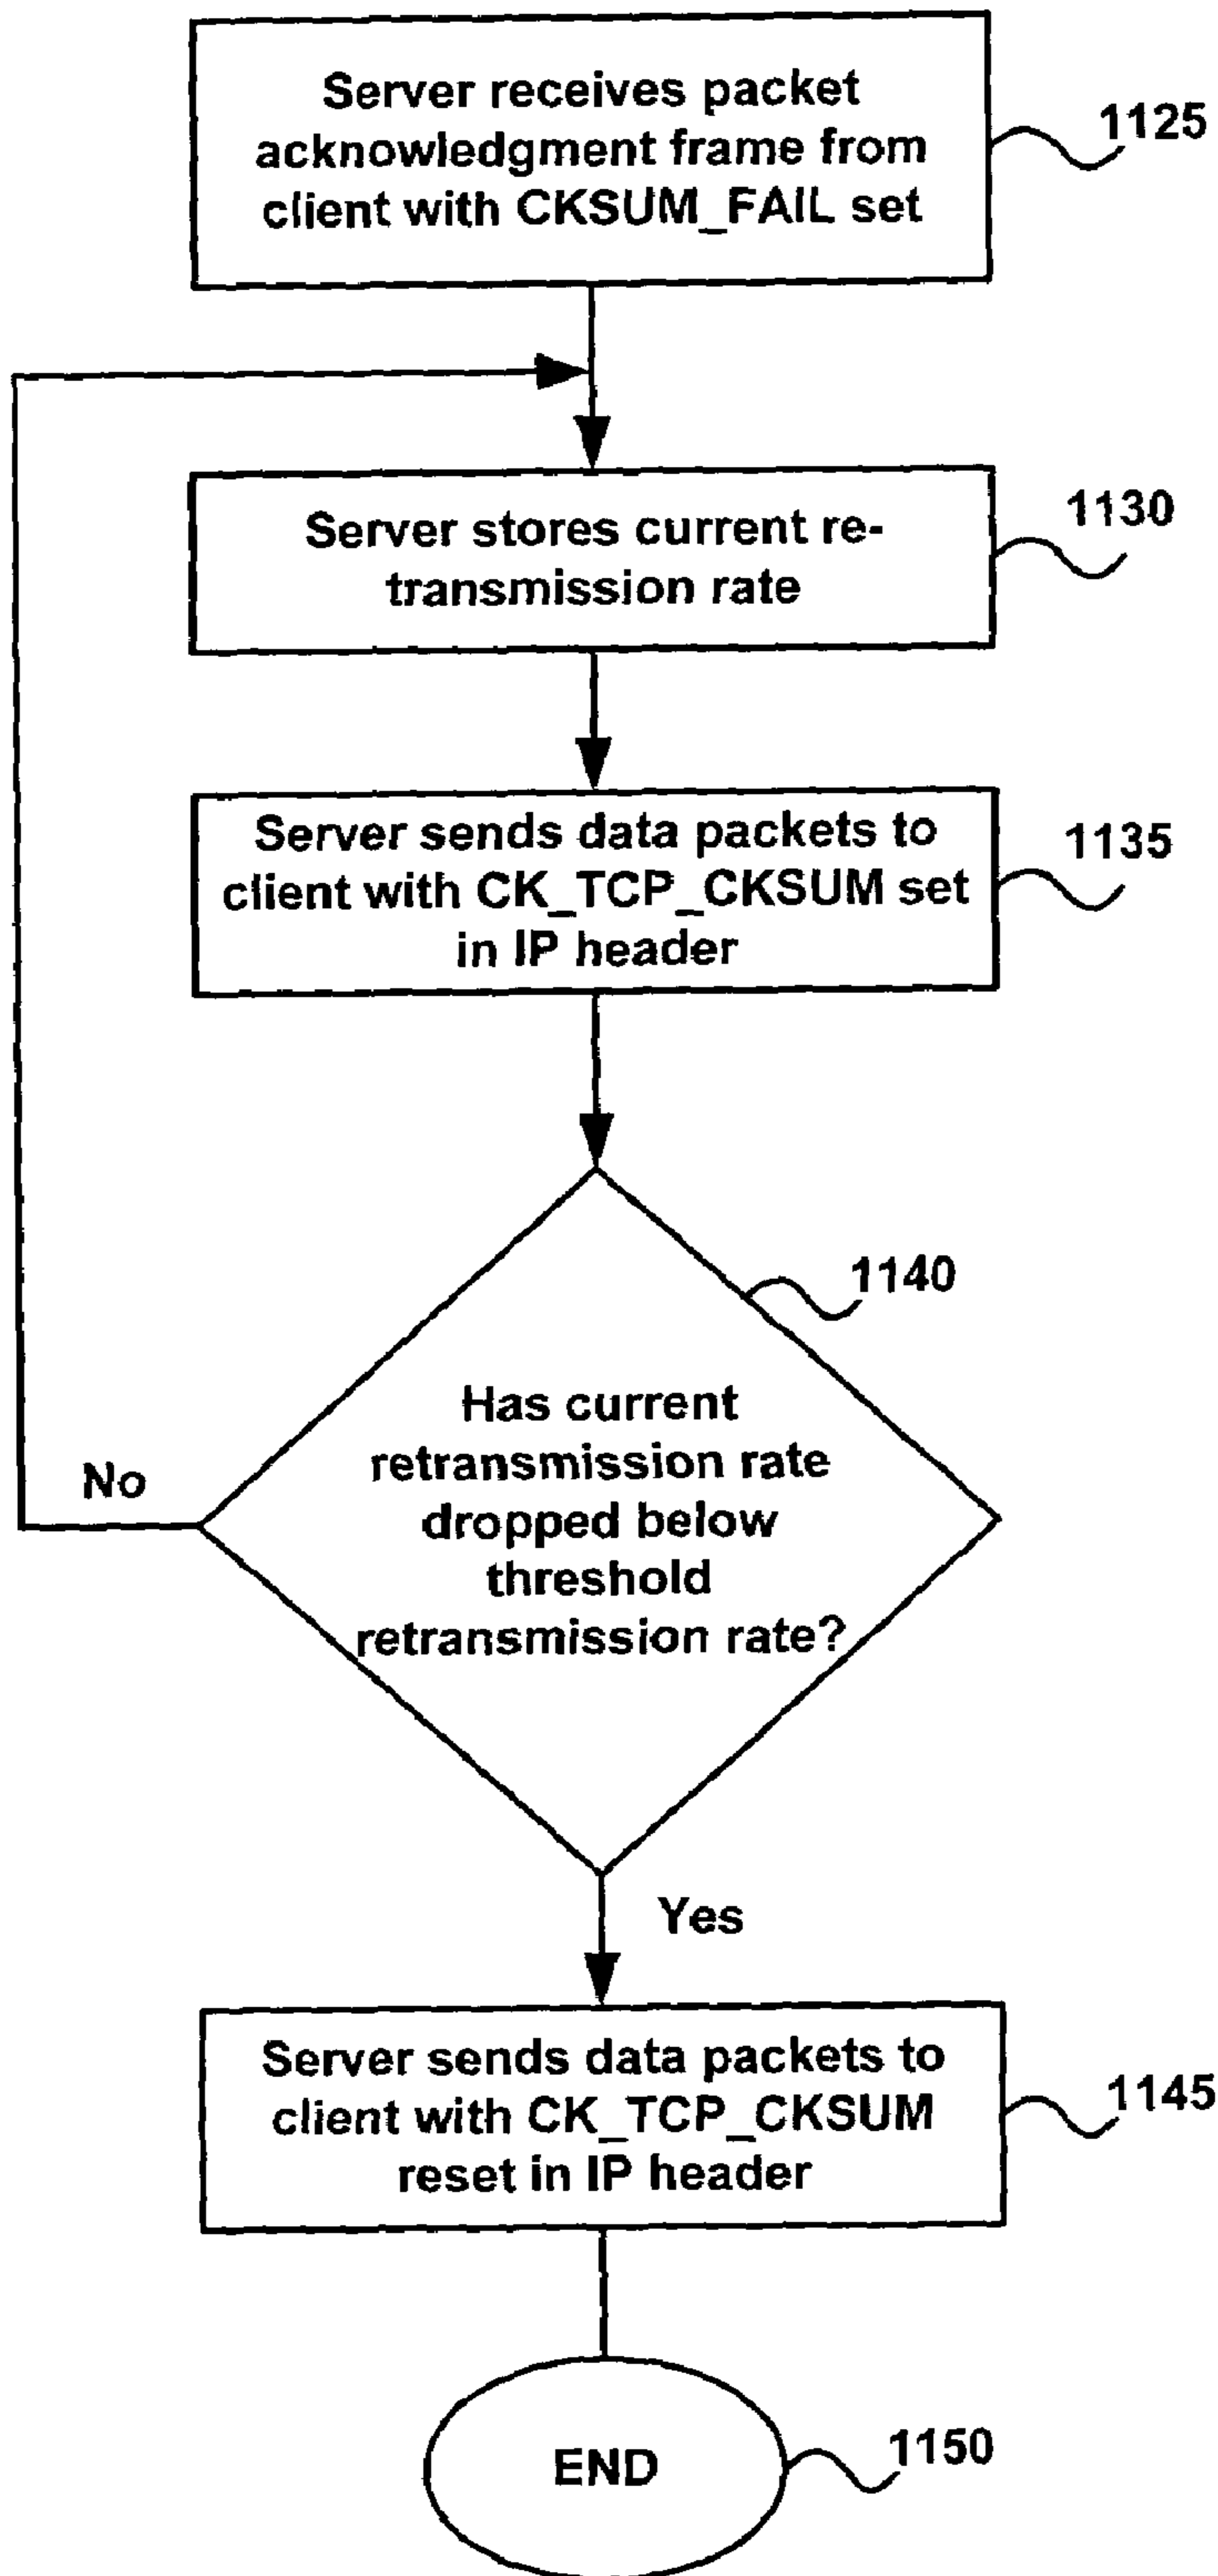 Server receives packet
acknowledgment frame from
client with CKSUM_FAIL set
1125
Server stores current re-
transmission rate
1130
Server sends data packets to
client with CK_TCP_CKSUM set
in IP header
1135
1140
Has current
retransmission rate
dropped below
threshold
retransmission rate?
No
Yes
Server sends data packets to
client with CK_TCP_CKSUM
reset in IP header
1145
END
1150